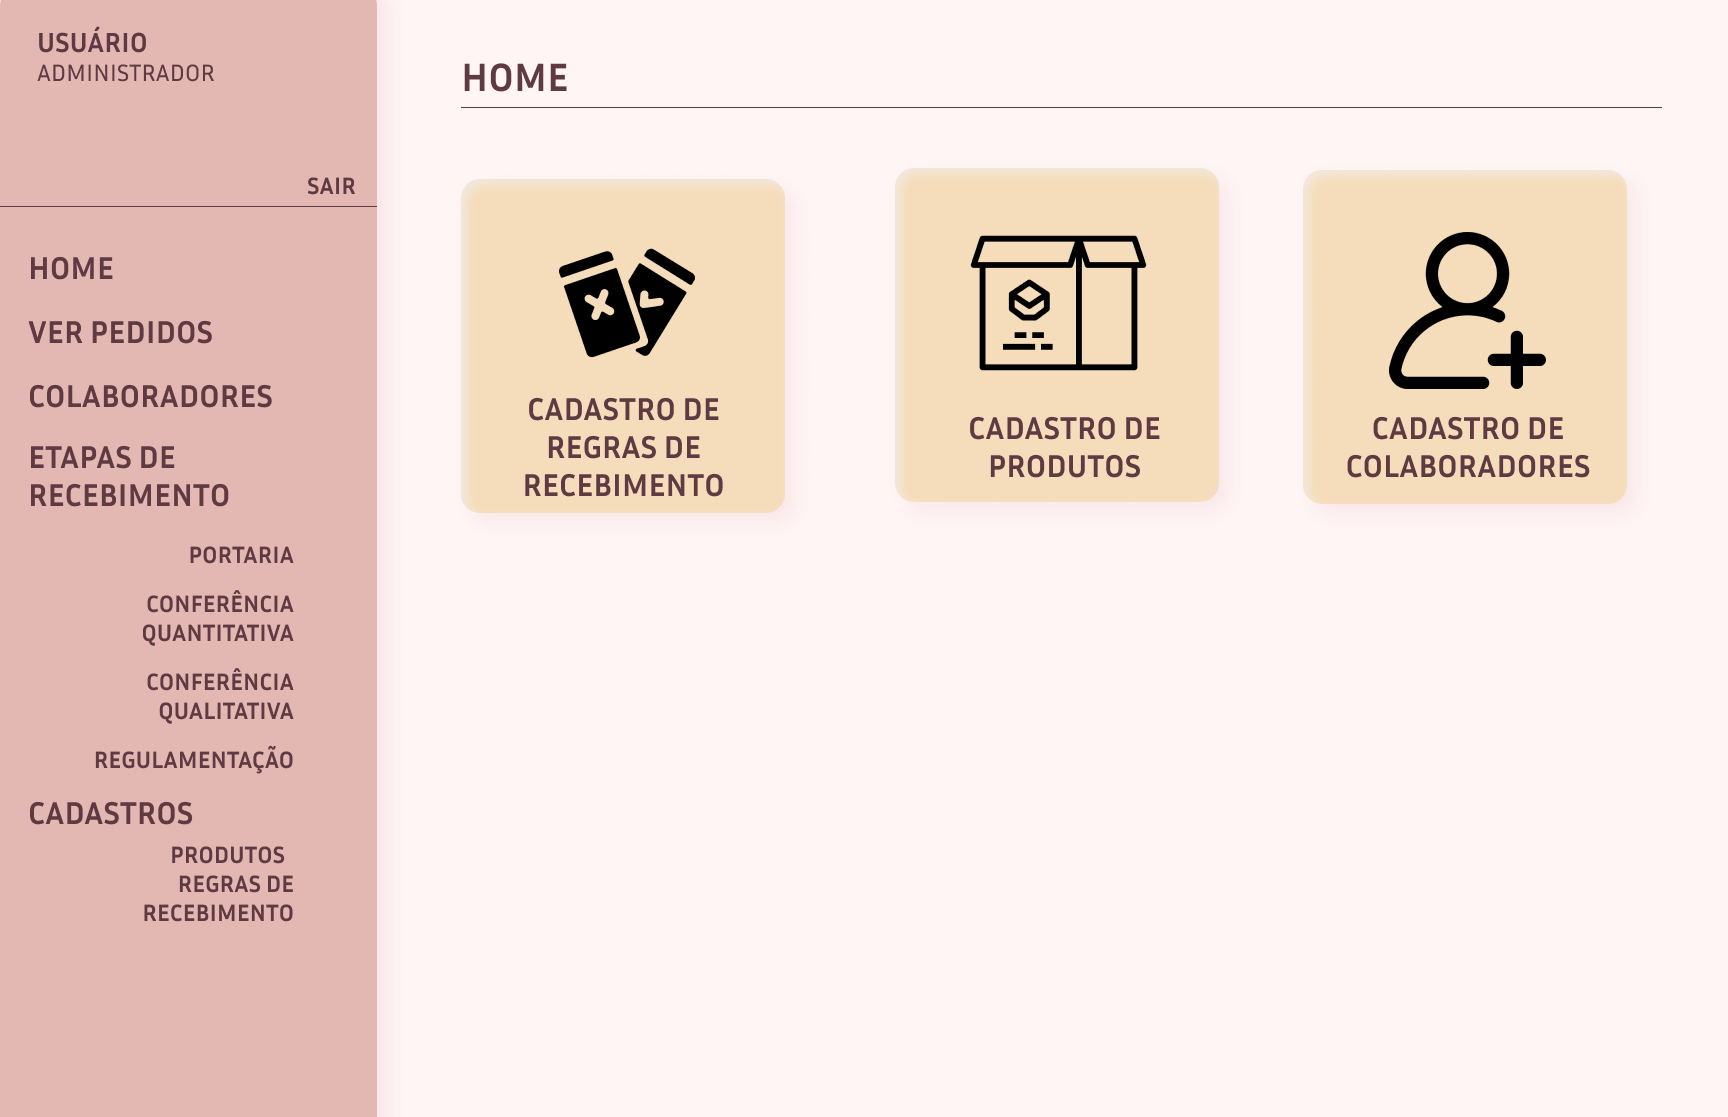 USUÁRIO
ADMINISTRADOR
SAIR
HOME
VER PEDIDOS
COLABORADORES
ETAPAS DE
RECEBIMENTO
PORTARIA
CONFERÊNCIA
QUANTITATIVA
CONFERÊNCIA
QUALITATIVA
REGULAMENTAÇÃO
CADASTROS
PRODUTOS
REGRAS DE
RECEBIMENTO
HOME
CADASTRO DE
REGRAS DE
RECEBIMENTO
CADASTRO DE
PRODUTOS
CADASTRO DE
COLABORADORES